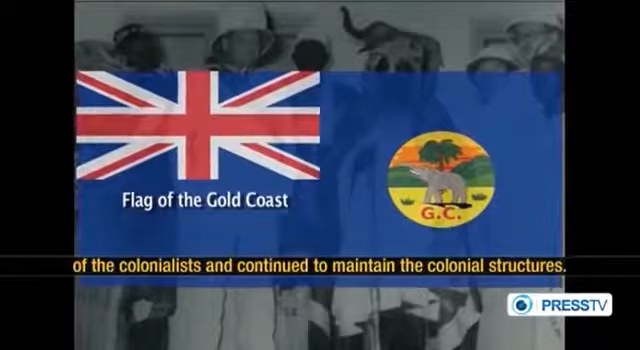 Flag of the Gold Coast
G.C.
of the colonialists and continued to maintain the colonial structures.
PRESSTV